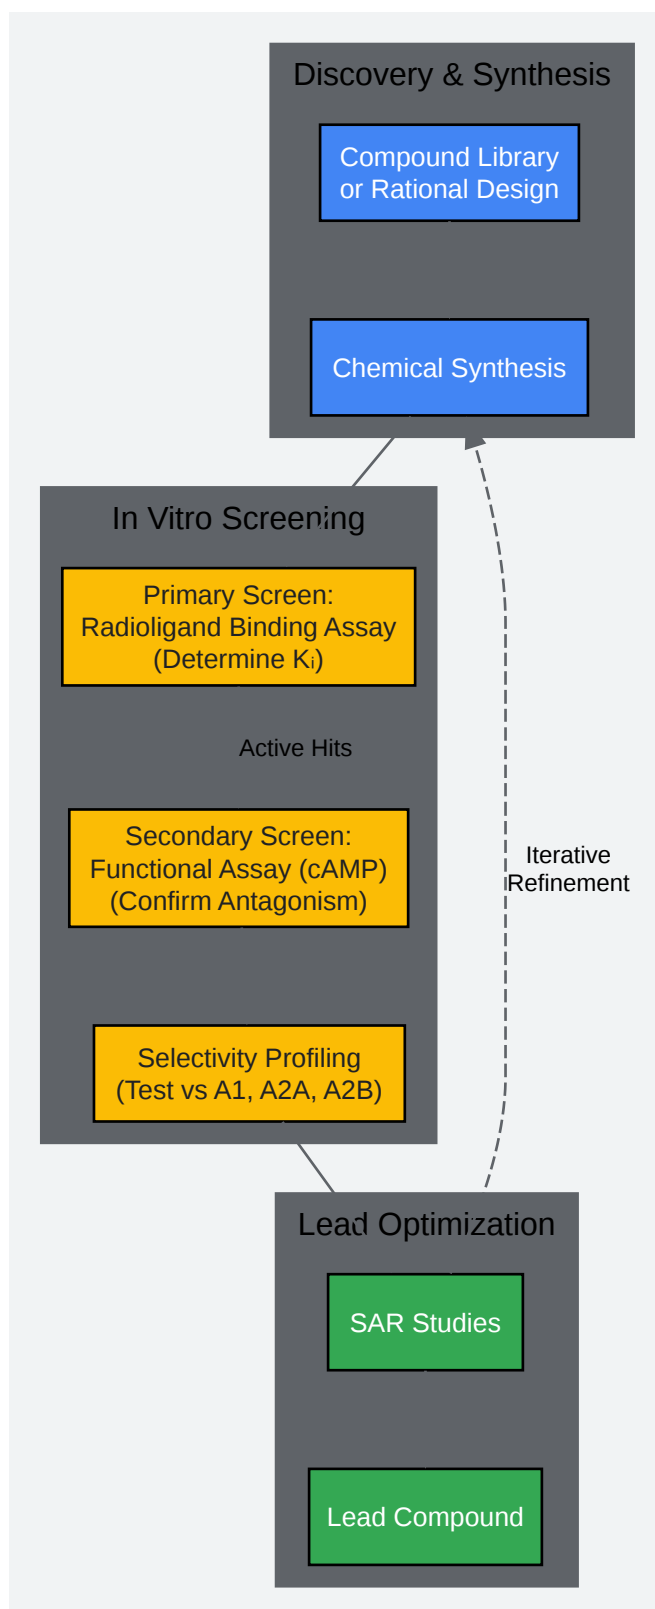 Discovery & Synthesis
Compound Library
or Rational Design
Chemical Synthesis
In Vitro Screening
Primary Screen:
Radioligand Binding Assay
(Determine Kᵢ)
Active Hits
Secondary Screen:
Functional Assay (cAMP)
(Confirm Antagonism)
Iterative
Refinement
Selectivity Profiling
(Test vs A1, A2A, A2B)
Lead Optimization
SAR Studies
Lead Compound